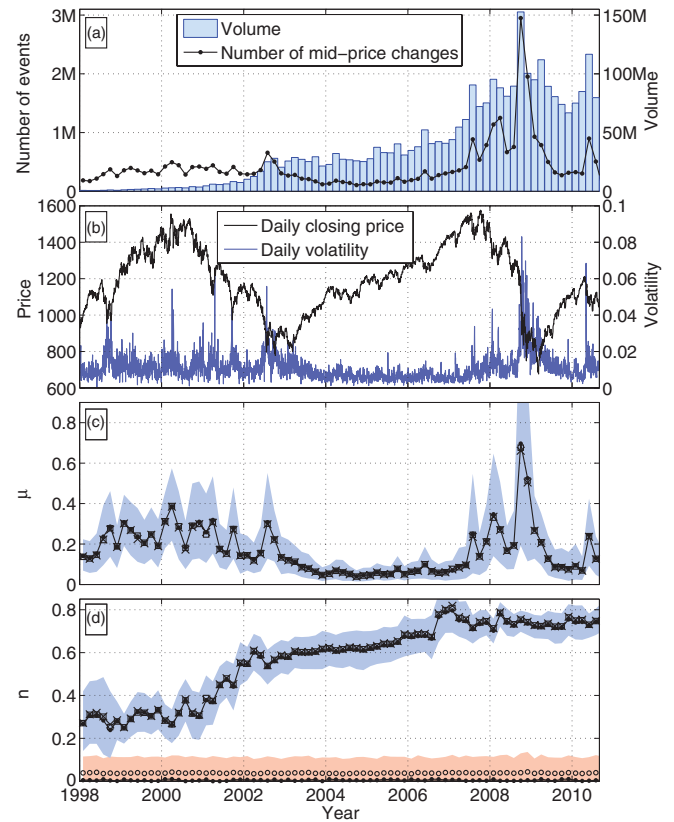 (a)
Volume
Number of mid-price changes
3M
2M
1M
0
Number of events
150M
100M
50M
0
Volume
(b)
Daily closing price
Daily volatility
1600
1400
1200
1000
800
600
Price
0.1
0.08
0.06
0.04
0.02
0
Volatility
(c)
0.8
0.6
0.4
0.2
0
μ
(d)
0.8
0.6
0.4
0.2
0
n
1998 2000 2002 2004 2006 2008 2010
Year